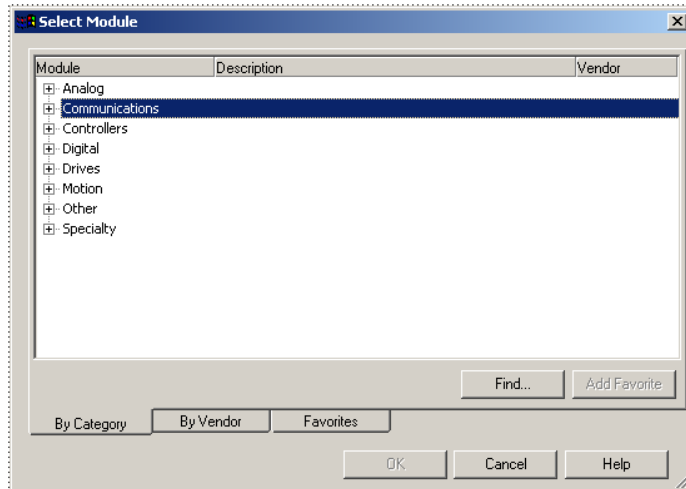 Select Module
Module Description Vendor
Analog
Communications
Controllers
Digital
Drives
Motion
Other
Specialty
Find... Add Favorite
By Category By Vendor Favorites
OK Cancel Help